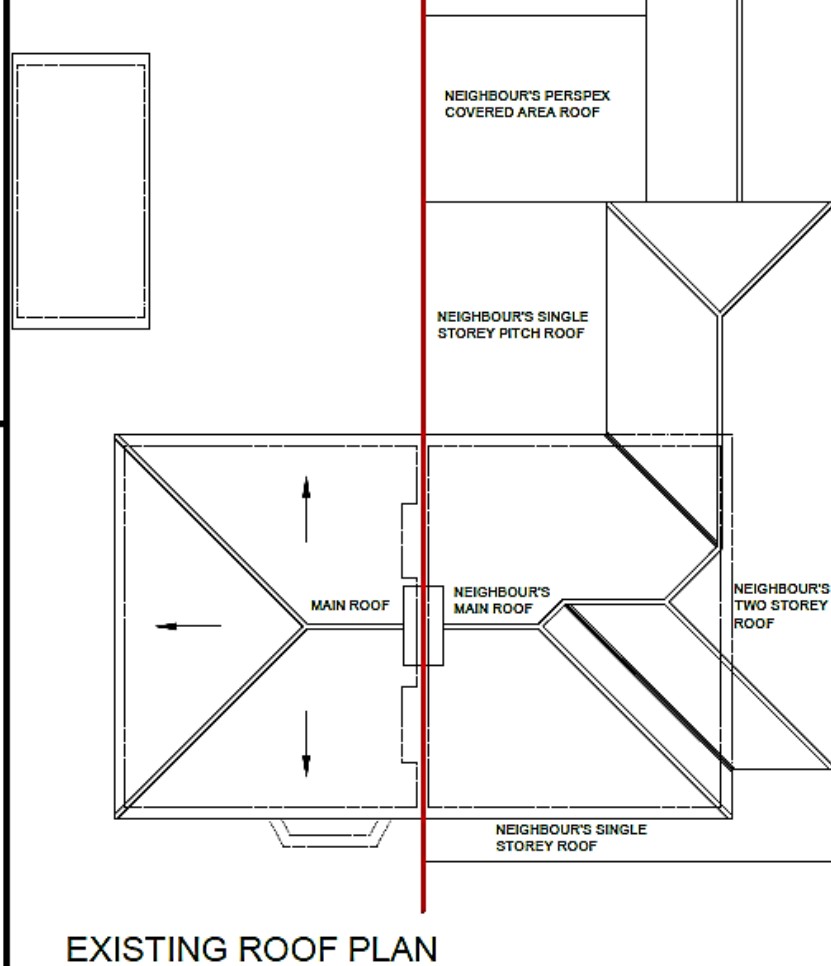 NEIGHBOUR'S PERSPEX
COVERED AREA ROOF
NEIGHBOUR'S SINGLE
STOREY PITCH ROOF
MAIN ROOF
NEIGHBOUR'S
MAIN ROOF
NEIGHBOUR'S
TWO STOREY
ROOF
NEIGHBOUR'S SINGLE
STOREY ROOF
EXISTING ROOF PLAN